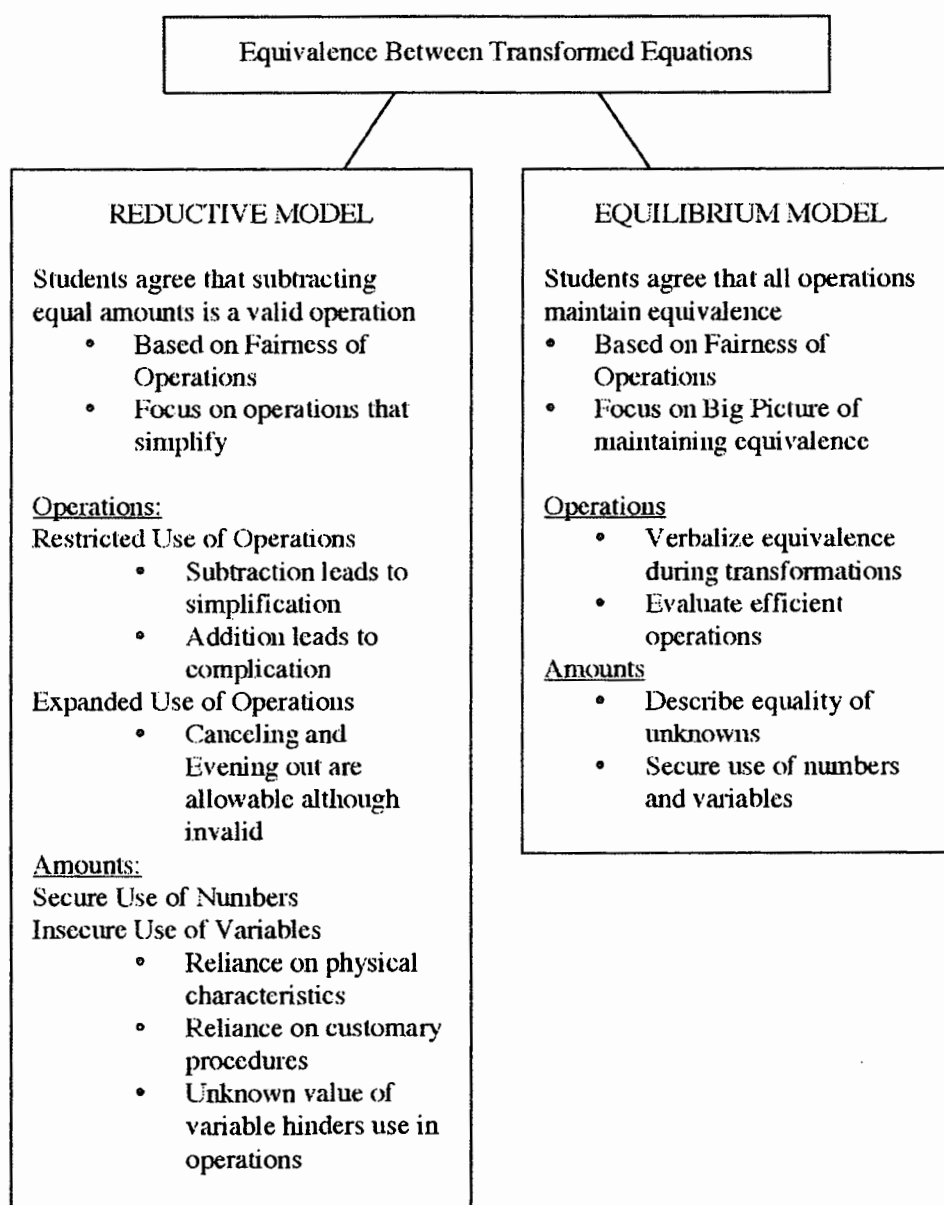 Equivalence Between Transformed Equations
REDUCTIVE MODEL
Students agree that subtracting
equal amounts is a valid operation
• Based on Fairness of
Operations
• Focus on operations that
simplify
Operations:
Restricted Use of Operations
• Subtraction leads to
simplification
• Addition leads to
complication
Expanded Use of Operations
• Canceling and
Evening out are
allowable although
invalid
Amounts:
Secure Use of Numbers
Insecure Use of Variables
• Reliance on physical
characteristics
• Reliance on customary
procedures
• Unknown value of
variable hinders use in
operations
EQUILIBRIUM MODEL
Students agree that all operations
maintain equivalence
• Based on Fairness of
Operations
• Focus on Big Picture of
maintaining equivalence
Operations
• Verbalize equivalence
during transformations
• Evaluate efficient
operations
Amounts
• Describe equality of
unknowns
• Secure use of numbers
and variables